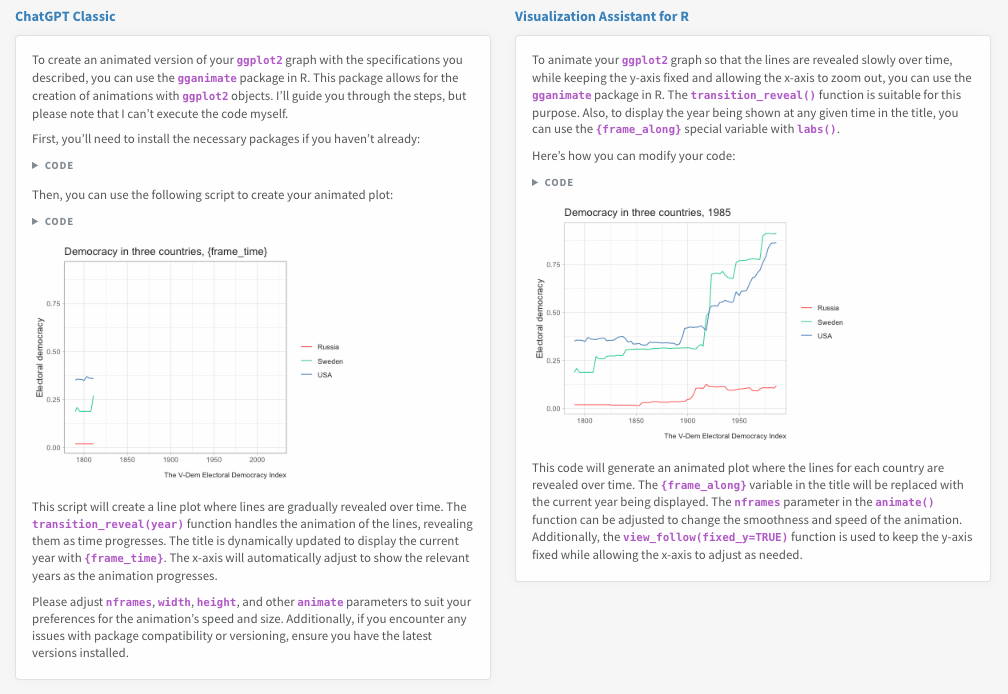 ChatGPT Classic
To create an animated version of your ggplot2 graph with the specifications you
described, you can use the gganimate package in R. This package allows for the
creation of animations with ggplot2 objects. I'll guide you through the steps, but
please note that I can't execute the code myself.
First, you'll need to install the necessary packages if you haven't already:
▶ CODE
Then, you can use the following script to create your animated plot:
▶ CODE
Democracy in three countries, {frame_time}
Electoral democracy
0.75
0.50
0.25
0.00
1800 1850 1900 1950 2000
The V-Dem Electoral Democracy Index
Russia
Sweden
USA
This script will create a line plot where lines are gradually revealed over time. The
transition_reveal(year) function handles the animation of the lines, revealing
them as time progresses. The title is dynamically updated to display the current
year with {frame_time}. The x-axis will automatically adjust to show the relevant
years as the animation progresses.
Please adjust nframes, width, height, and other animate parameters to suit your
preferences for the animation's speed and size. Additionally, if you encounter any
issues with package compatibility or versioning, ensure you have the latest
versions installed.
Visualization Assistant for R
To animate your ggplot2 graph so that the lines are revealed slowly over time,
while keeping the y-axis fixed and allowing the x-axis to zoom out, you can use the
gganimate package in R. The transition_reveal() function is suitable for this
purpose. Also, to display the year being shown at any given time in the title, you
can use the {frame_along} special variable with labs().
Here's how you can modify your code:
▶ CODE
Democracy in three countries, 1985
Electoral democracy
0.75
0.50
0.25
0.00
1800 1850 1900 1950
The V-Dem Electoral Democracy Index
Russia
Sweden
USA
This code will generate an animated plot where the lines for each country are
revealed over time. The {frame_along} variable in the title will be replaced with
the current year being displayed. The nframes parameter in the animate()
function can be adjusted to change the smoothness and speed of the animation.
Additionally, the view_follow(fixed_y=TRUE) function is used to keep the y-axis
fixed while allowing the x-axis to adjust as needed.